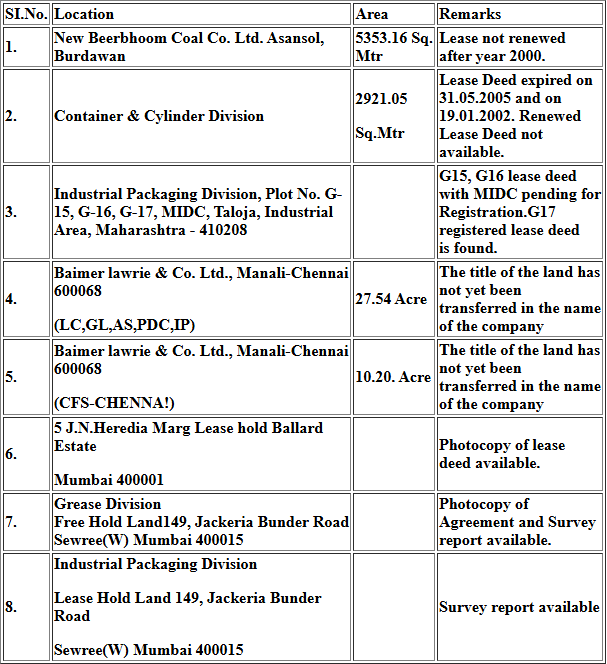 SI.No. Location Area Remarks
1. New Beerbhoom Coal Co. Ltd. Asansol, 5353.16 Sq. Lease not renewed
Burdawan Mtr after year 2000.
2. Container & Cylinder Division 2921.05 Sq.Mtr Lease Deed expired on
31.05.2005 and on
19.01.2002. Renewed
Lease Deed not
available.
3. Industrial Packaging Division, Plot No. G-
15, G-16, G-17, MIDC, Taloja, Industrial
Area, Maharashtra - 410208
G15, G16 lease deed
with MIDC pending for
Registration.G17
registered lease deed
is found.
4. Baimer lawrie & Co. Ltd., Manali-Chennai
600068
(LC,GL,AS,PDC,IP)
27.54 Acre
The title of the land has
not yet been
transferred in the name
of the company
5. Baimer lawrie & Co. Ltd., Manali-Chennai
600068
(CFS-CHENNA!)
10.20. Acre
The title of the land has
not yet been
transferred in the name
of the company
6. 5 J.N.Heredia Marg Lease hold Ballard
Estate
Mumbai 400001
Photocopy of lease
deed available.
7. Grease Division
Free Hold Land149, Jackeria Bunder Road
Sewree(W) Mumbai 400015
Photocopy of
Agreement and Survey
report available.
8. Industrial Packaging Division
Lease Hold Land 149, Jackeria Bunder
Road
Sewree(W) Mumbai 400015
Survey report available